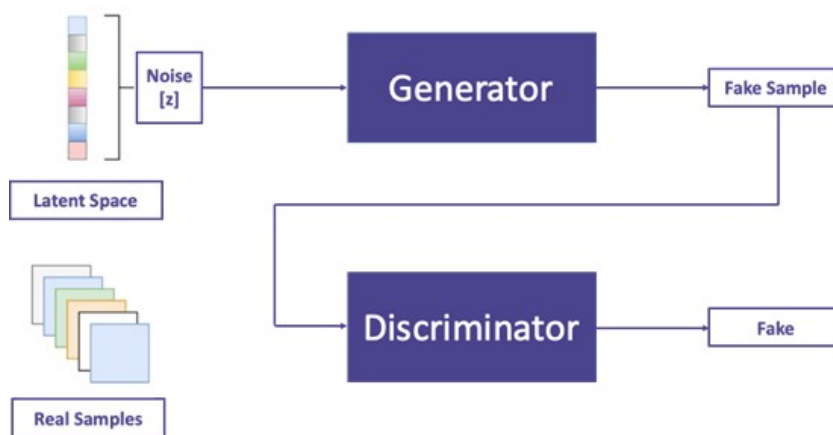 Noise
[z]
Generator
Fake Sample
Latent Space
Discriminator
Fake
Real Samples